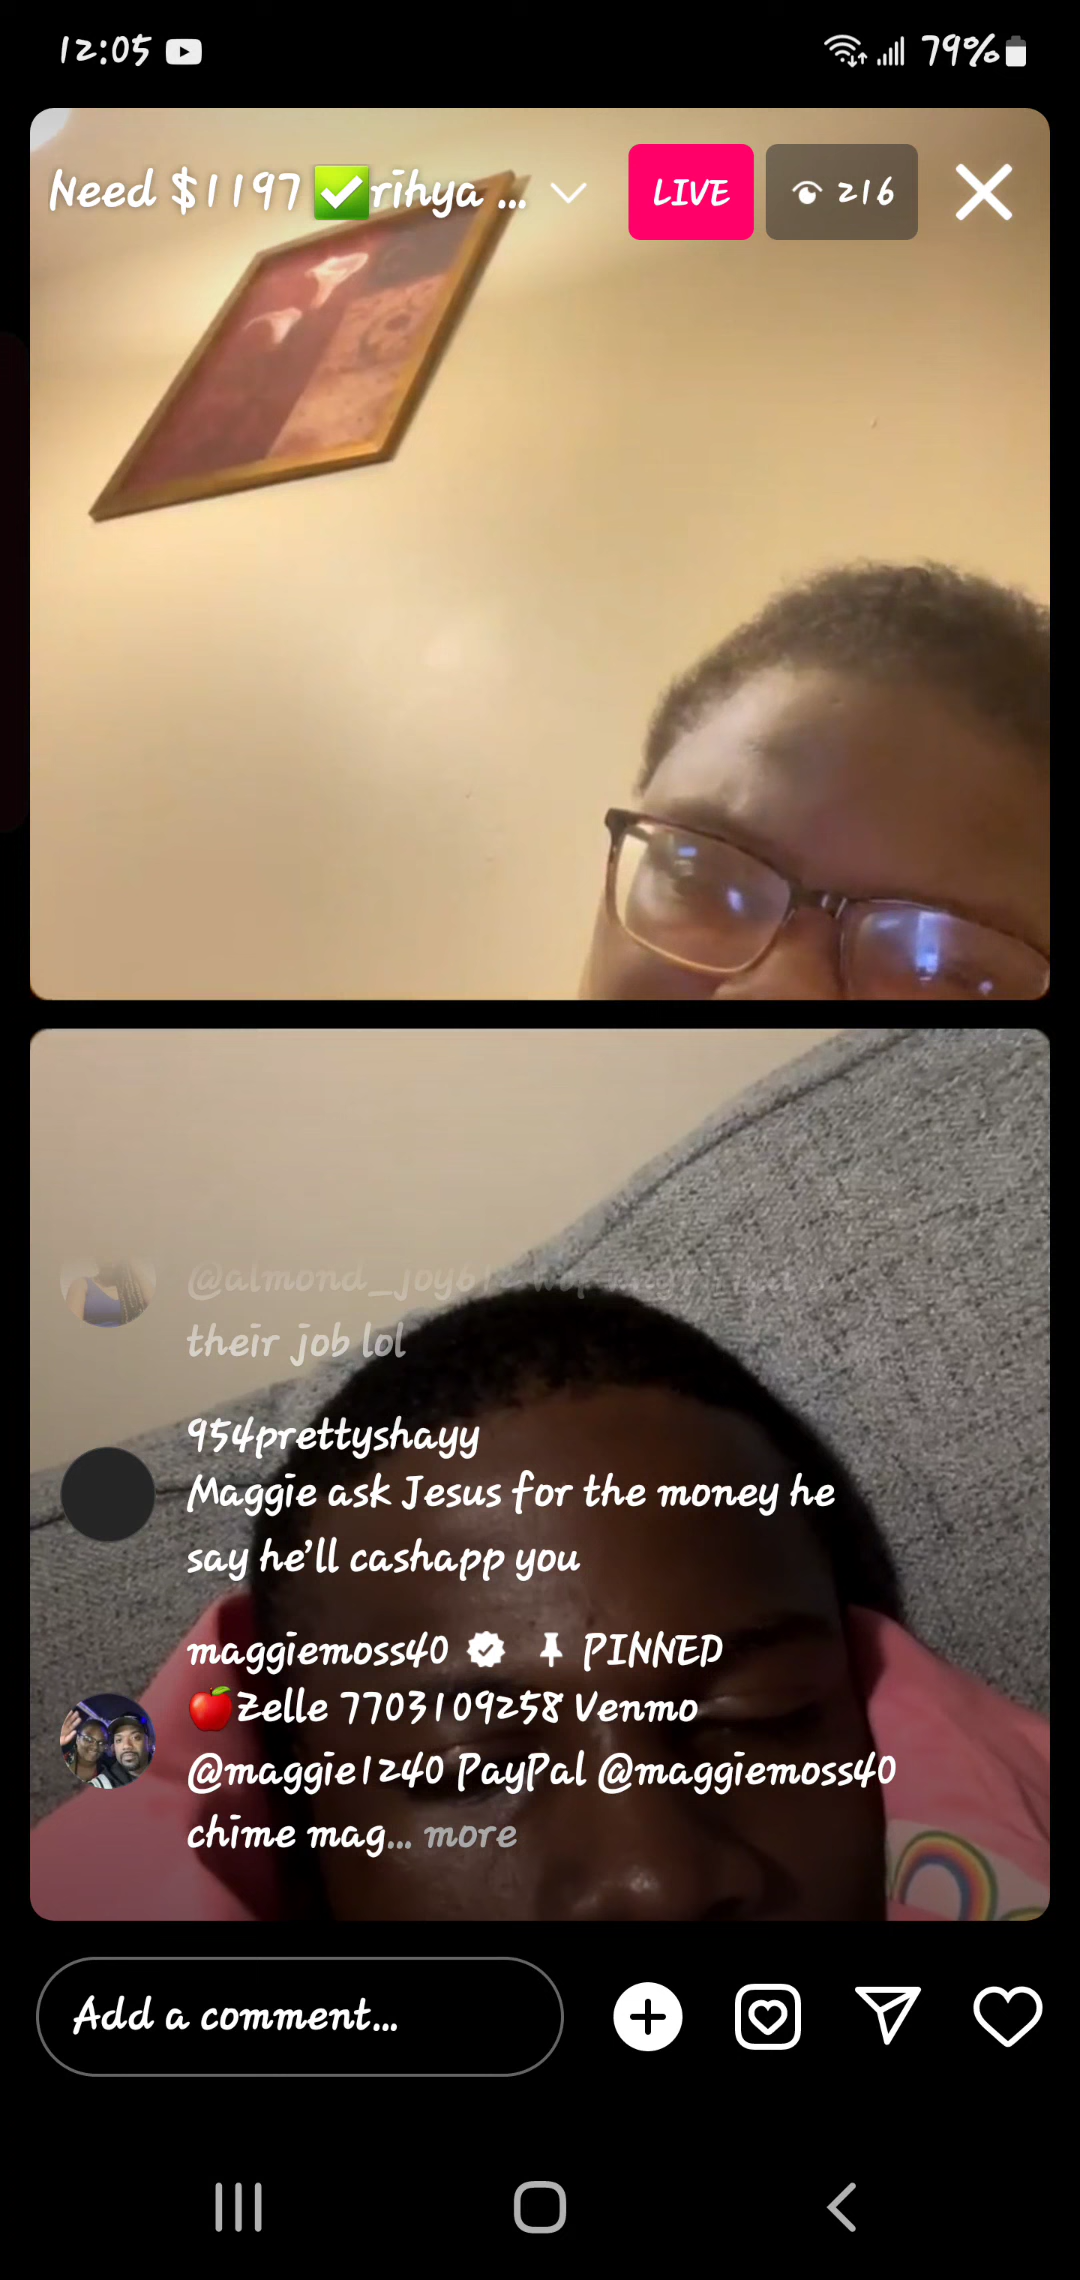 12:05
79%
Need $1197 ✅rihya ...
LIVE
216
@almond_joy61
their job lol
954prettyshayy
Maggie ask Jesus for the money he
say he'll cashapp you
maggiemoss40 PINNED
🍎Zelle 7703109258 Venmo
@maggie1240 PayPal @maggiemoss40
chime mag... more
Add a comment...